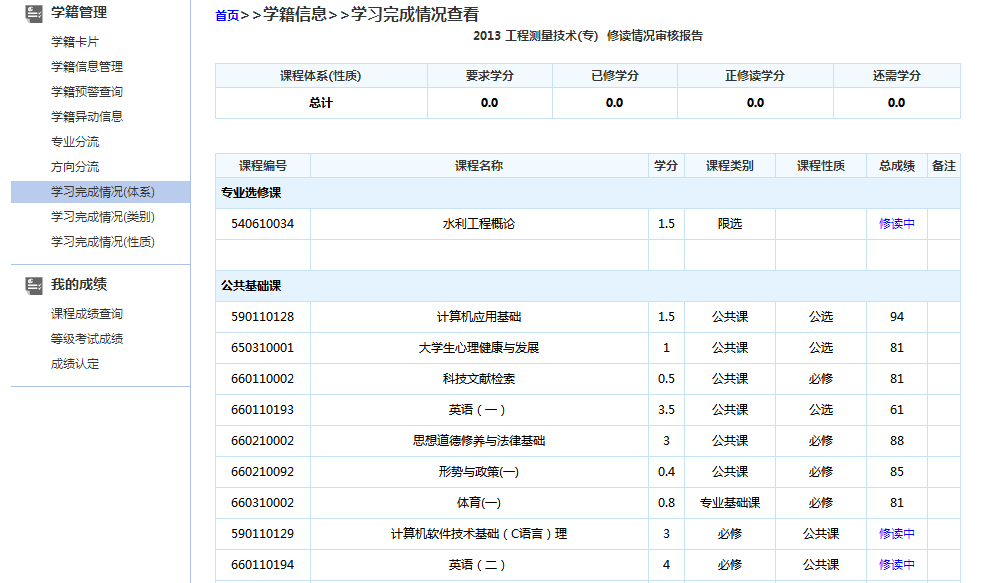 学籍管理
学籍卡片
学籍信息管理
学籍预警查询
学籍异动信息
专业分流
方向分流
学习完成情况(体系)
学习完成情况(类别)
学习完成情况(性质)
我的成绩
课程成绩查询
等级考试成绩
成绩认定
首页>>学籍信息>>学习完成情况查看
2013 工程测量技术(专) 修读情况审核报告
课程体系(性质) 要求学分 已修学分 正修读学分 还需学分
总计 0.0 0.0 0.0 0.0
课程编号 课程名称 学分 课程类别 课程性质 总成绩 备注
专业选修课
540610034 水利工程概论 1.5 限选 修读中
公共基础课
590110128 计算机应用基础 1.5 公共课 公选 94
650310001 大学生心理健康与发展 1 公共课 公选 81
660110002 科技文献检索 0.5 公共课 必修 81
660110193 英语（一） 3.5 公共课 公选 61
660210002 思想道德修养与法律基础 3 公共课 必修 88
660210092 形势与政策(一) 0.4 公共课 必修 85
660310002 体育(一) 0.8 专业基础课 必修 81
590110129 计算机软件技术基础（C语言）理 3 必修 公共课 修读中
660110194 英语（二） 4 必修 公共课 修读中